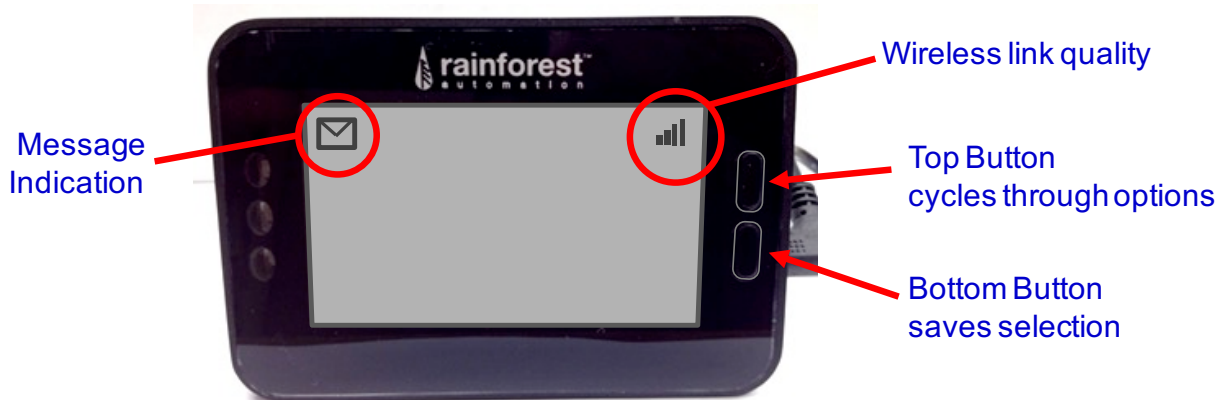 rainforest™
automation
Wireless link quality
Message
Indication
Top Button
cycles through options
Bottom Button
saves selection